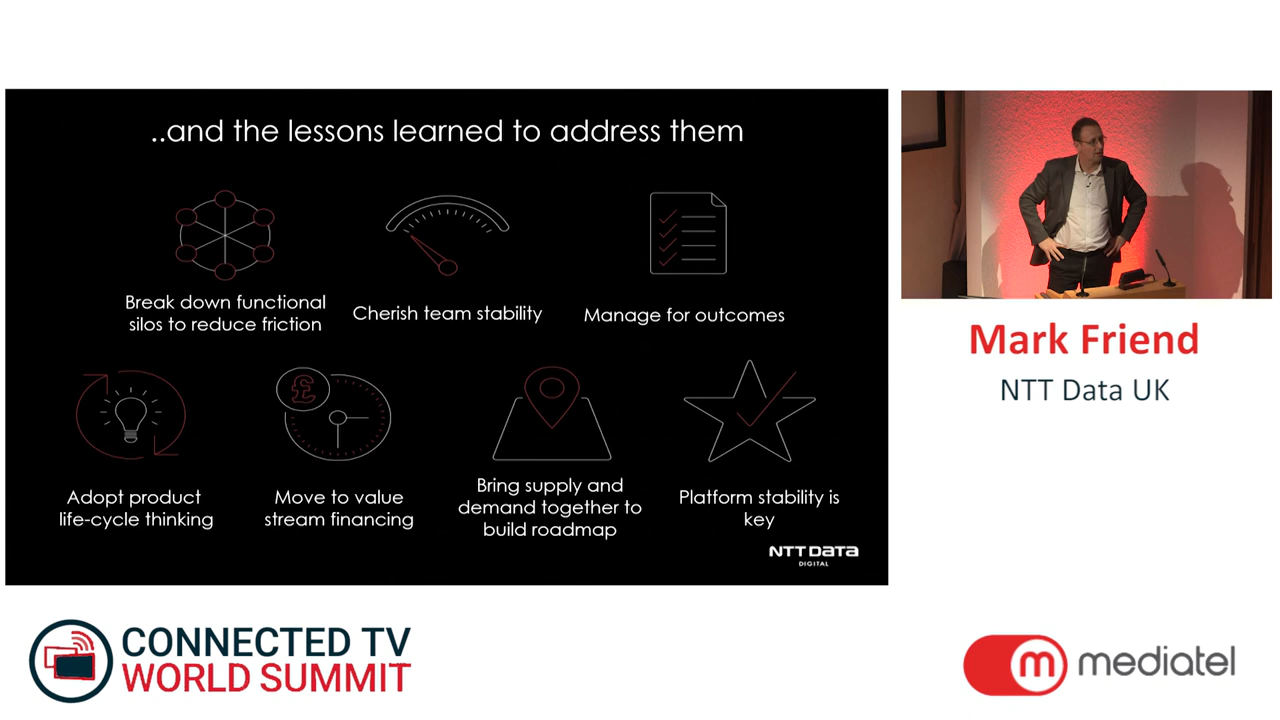 ..and the lessons learned to address them
Break down functional
silos to reduce friction
Cherish team stability
Manage for outcomes
£
Adopt product
life-cycle thinking
Move to value
stream financing
Bring supply and
demand together to
build roadmap
Platform stability is
key
NTT DATA
DIGITAL
Mark Friend
NTT Data UK
CONNECTED TV
WORLD SUMMIT
m mediatel